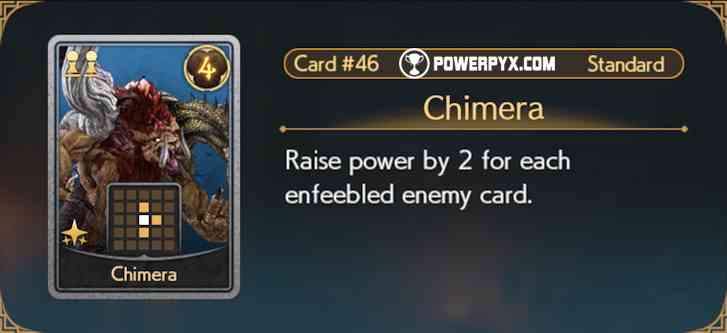 4
Chimera
Card #46
POWERPYX.COM
Standard
Chimera
Raise power by 2 for each
enfeebled enemy card.